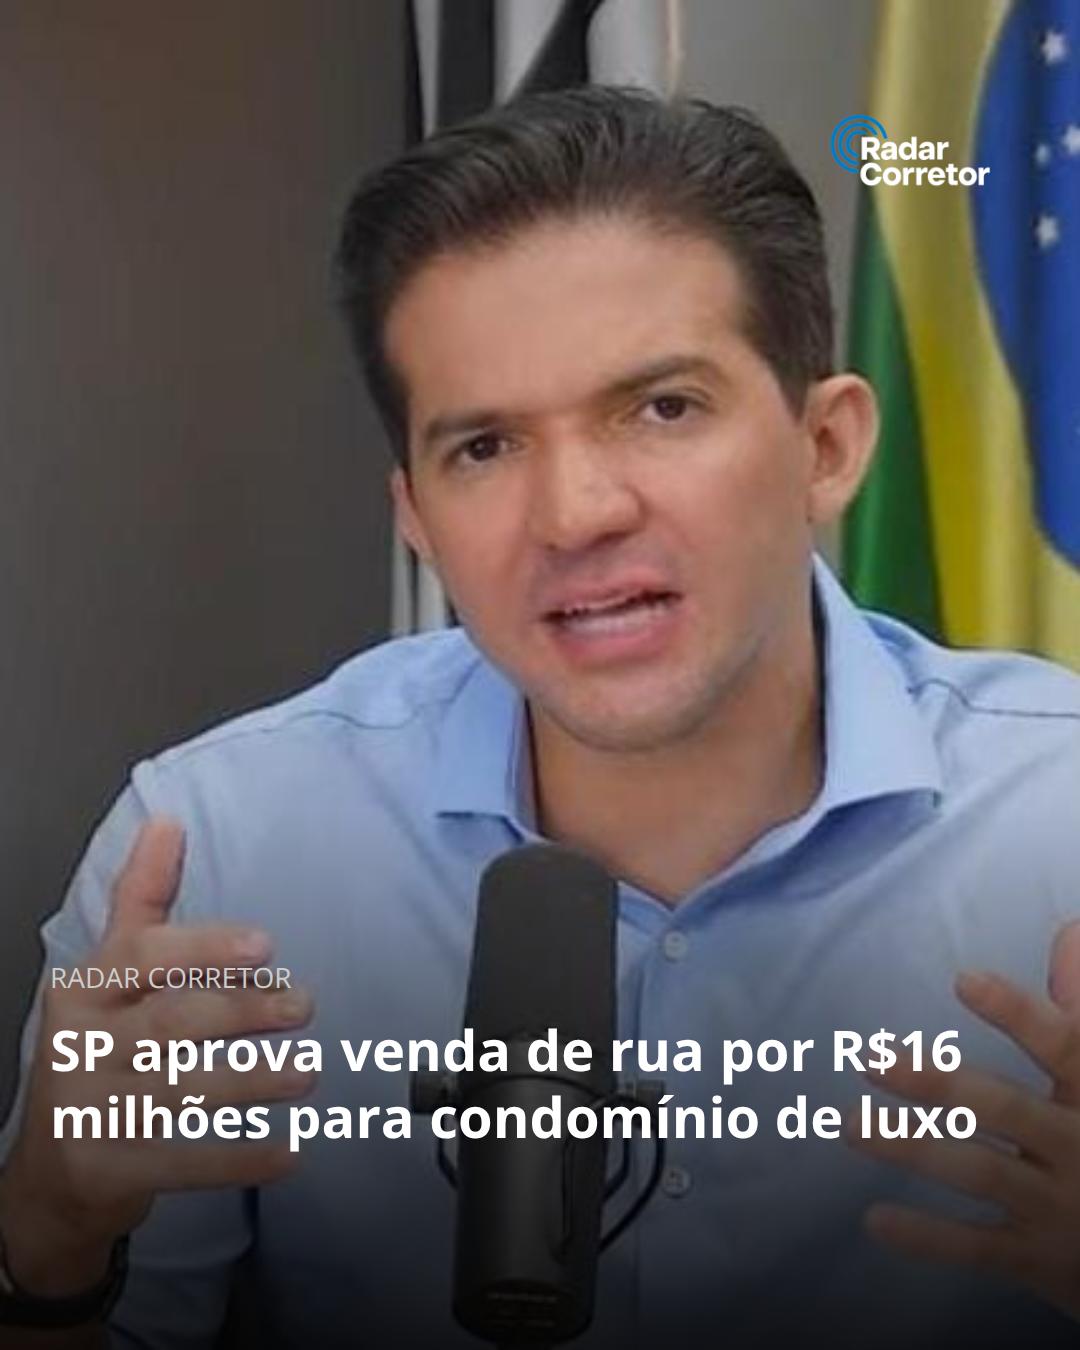 Radar
Corretor
RADAR CORRETOR
SP aprova venda de rua por R$16
milhões para condomínio de luxo